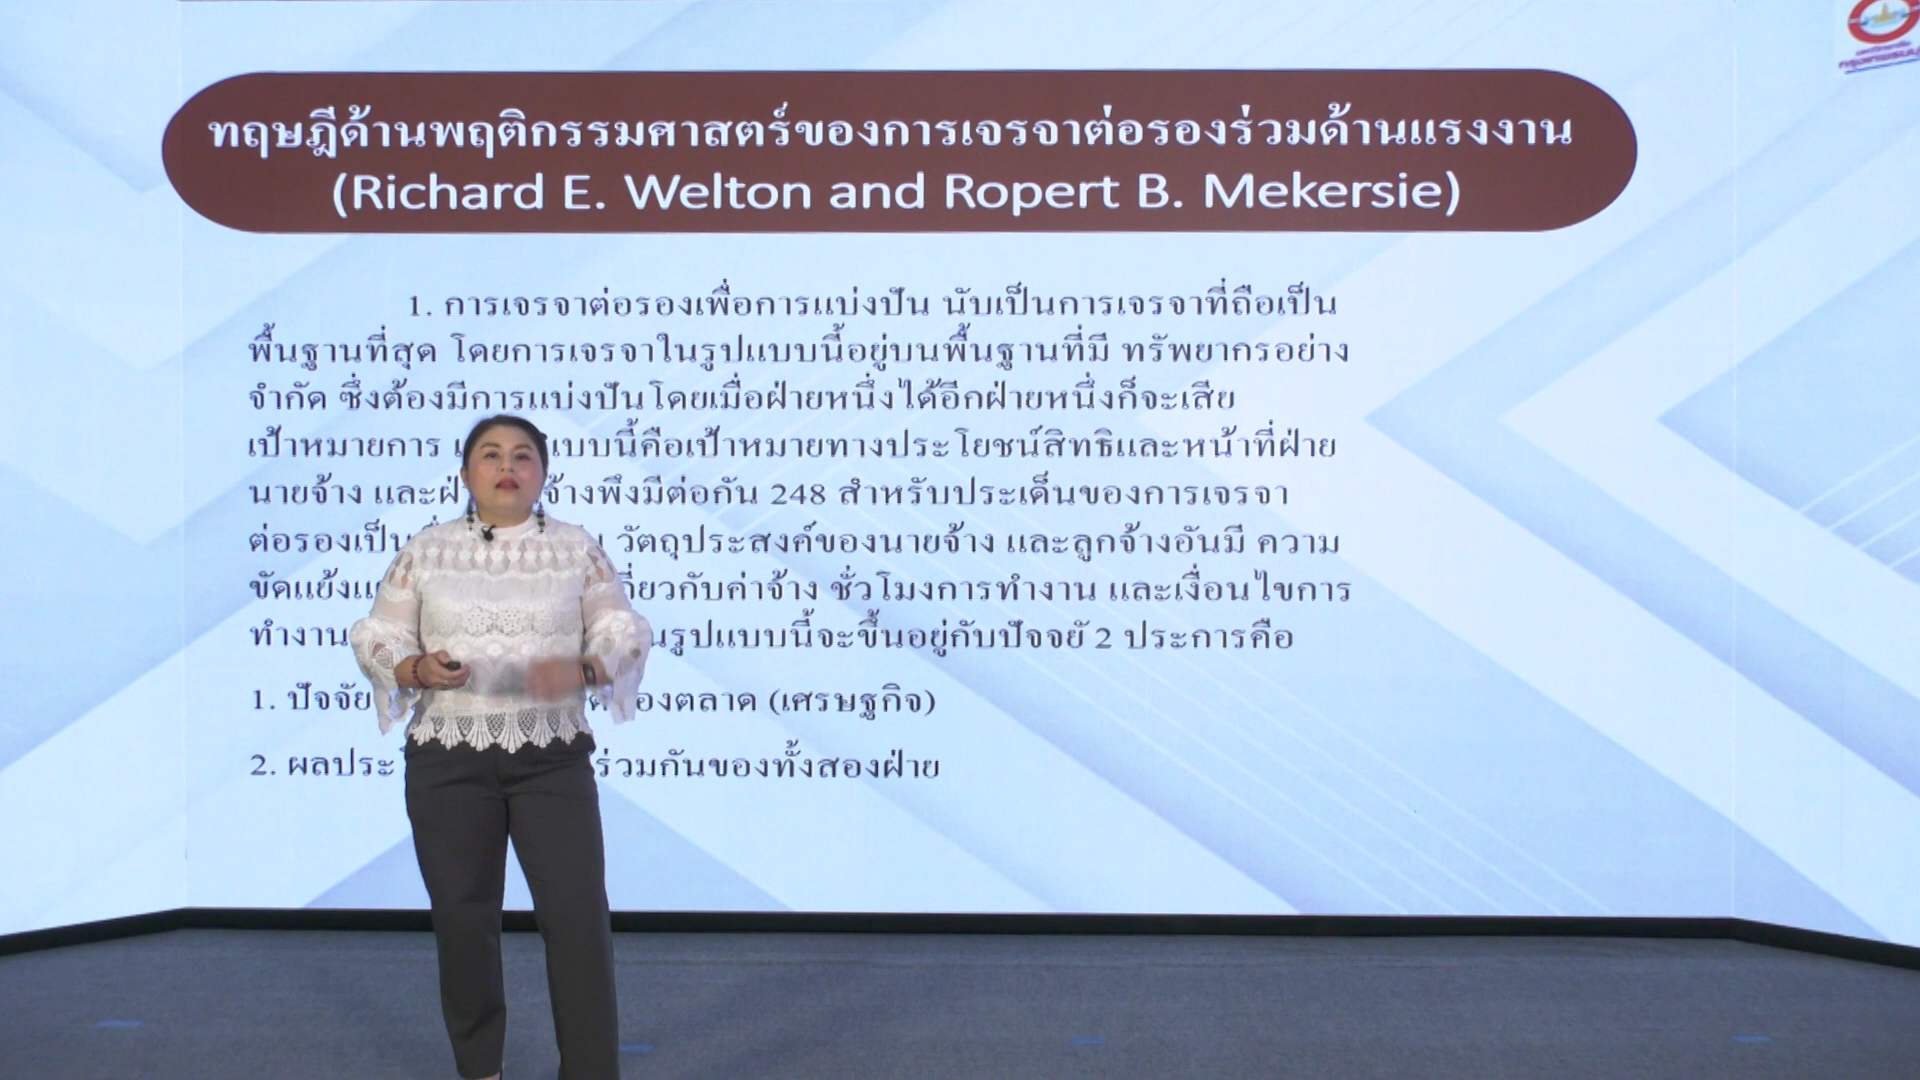 ทฤษฎีด้านพฤติกรรมศาสตร์ของการเจรจาต่อรองร่วมด้านแรงงาน
(Richard E. Welton and Ropert B. Mekersie)
1. การเจรจาต่อรองเพื่อการแบ่งปัน นับเป็นการเจรจาที่ถือเป็น
พื้นฐานที่สุด โดยการเจรจาในรูปแบบนี้อยู่บนพื้นฐานที่มี ทรัพยากรอย่าง
จำกัด ซึ่งต้องมีการแบ่งปันโดยเมื่อฝ่ายหนึ่งได้อีกฝ่ายหนึ่งก็จะเสีย
เป้าหมายการ แบบนี้คือเป้าหมายทางประโยชน์สิทธิและหน้าที่ฝ่าย
นายจ้าง และ จ้างพึงมีต่อกัน 248 สำหรับประเด็นของการเจรจา
ต่อรองเป็น วัตถุประสงค์ของนายจ้าง และลูกจ้างอันมี ความ
ขัดแย้ง กี่ยวกับค่าจ้าง ชั่วโมงการทำงาน และเงื่อนไขการ
ทำงาน รูปแบบนี้จะขึ้นอยู่กับปัจจยั 2 ประการคือ
1. ปัจจัย ของตลาด (เศรษฐกิจ)
2. ผลประ ร่วมกันของทั้งสองฝ่าย